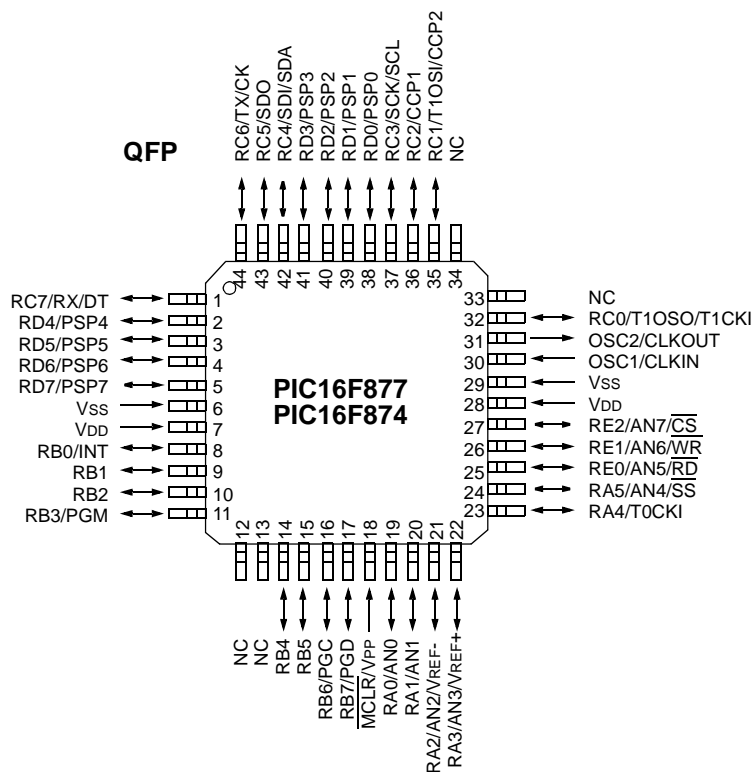 QFP
RC6/TX/CK
RC5/SDO
RC4/SDI/SDA
RD3/PSP3
RD2/PSP2
RD1/PSP1
RD0/PSP0
RC3/SCK/SCL
RC2/CCP1
RC1/T1OSI/CCP2
NC
44
43
42
41
40
39
38
37
36
35
34
RC7/RX/DT 1
RD4/PSP4 2
RD5/PSP5 3
RD6/PSP6 4
RD7/PSP7 5
VSS 6
VDD 7
RB0/INT 8
RB1 9
RB2 10
RB3/PGM 11
PIC16F877
PIC16F874
33 NC
32 RC0/T1OSO/T1CKI
31 OSC2/CLKOUT
30 OSC1/CLKIN
29 VSS
28 VDD
27 RE2/AN7/CS
26 RE1/AN6/WR
25 RE0/AN5/RD
24 RA5/AN4/SS
23 RA4/T0CKI
12
13
14
15
16
17
18
19
20
21
22
NC
NC
RB4
RB5
RB6/PGC
RB7/PGD
MCLR/VPP
RA0/AN0
RA1/AN1
RA2/AN2/VREF-
RA3/AN3/VREF+